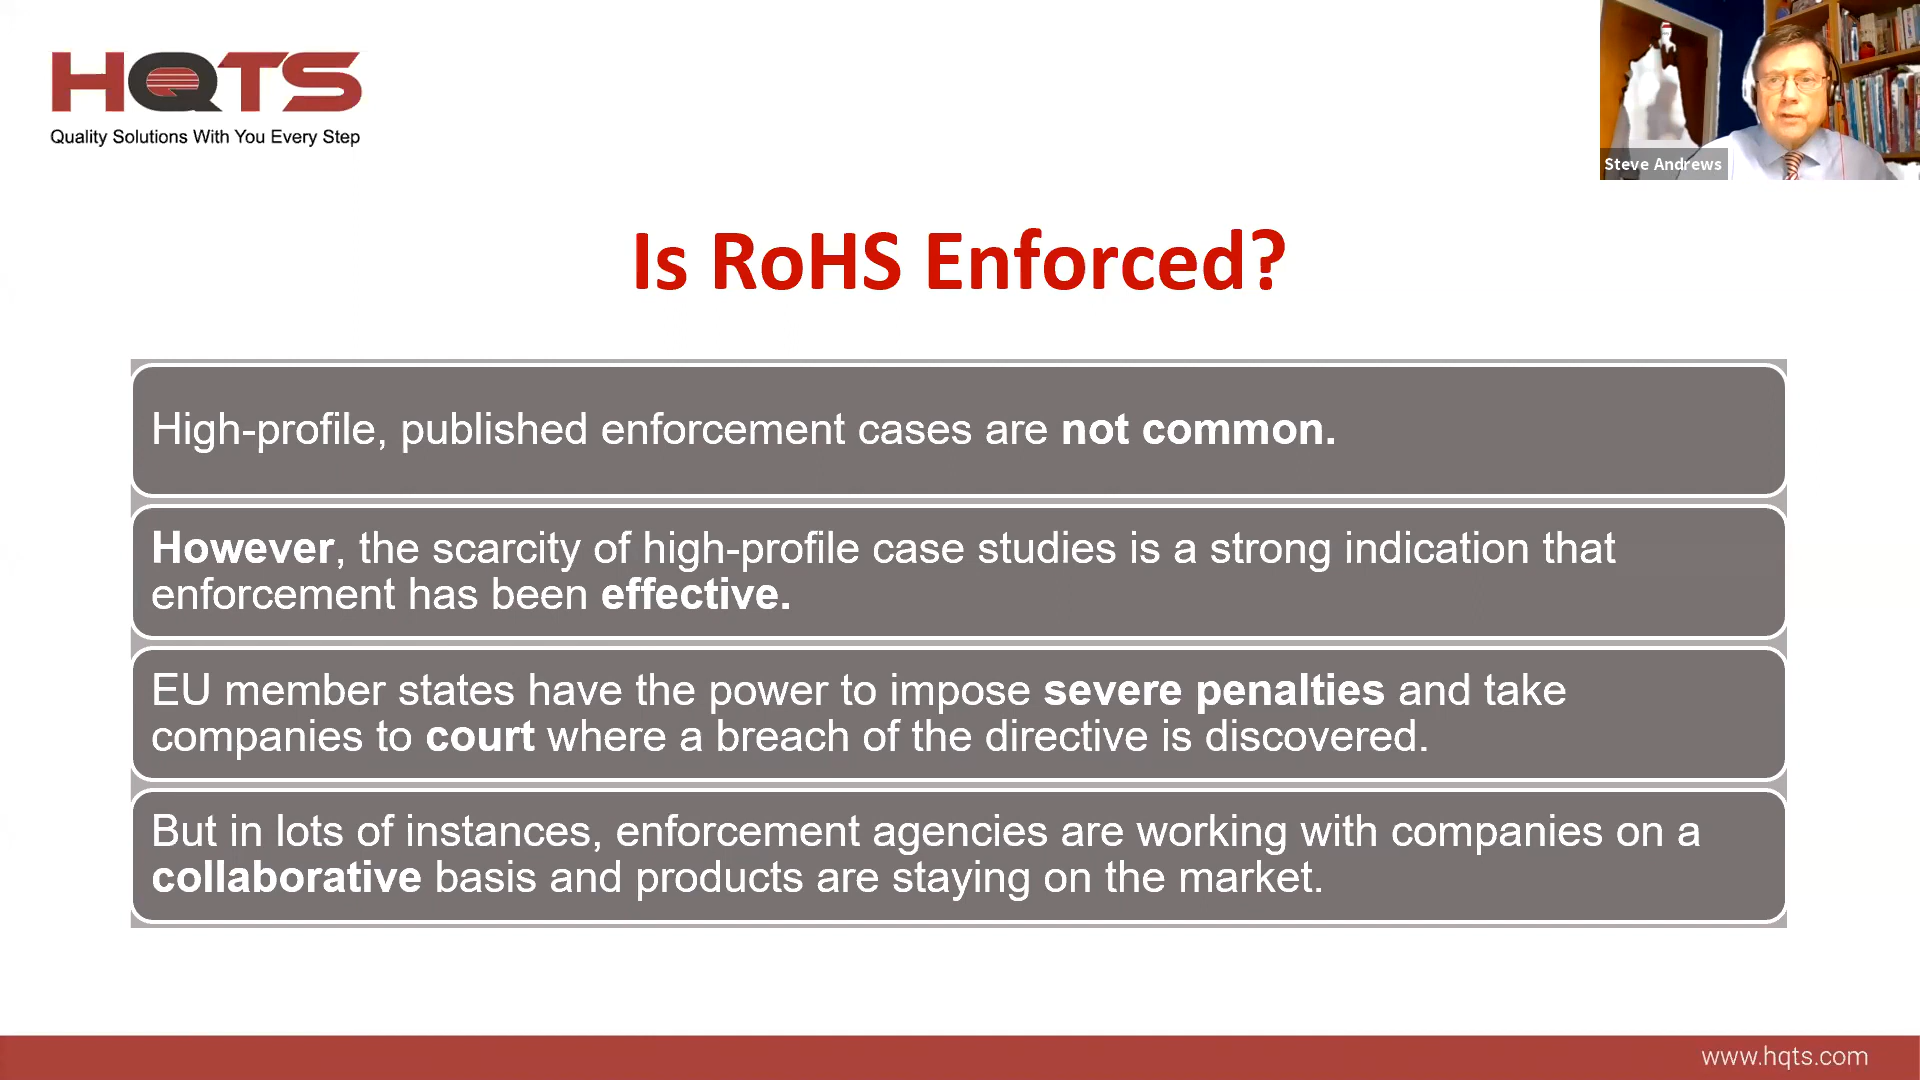 HQTS
Quality Solutions With You Every Step
Steve Andrews
Is RoHS Enforced?
High-profile, published enforcement cases are not common.
However, the scarcity of high-profile case studies is a strong indication that
enforcement has been effective.
EU member states have the power to impose severe penalties and take
companies to court where a breach of the directive is discovered.
But in lots of instances, enforcement agencies are working with companies on a
collaborative basis and products are staying on the market.
www.hqts.com